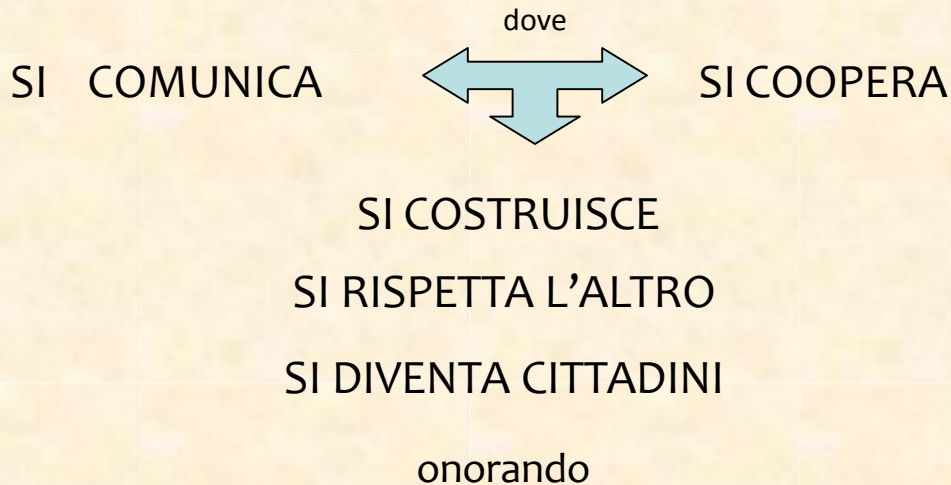 dove
SI COMUNICA SI COOPERA
SI COSTRUISCE
SI RISPETTA L’ALTRO
SI DIVENTA CITTADINI
onorando